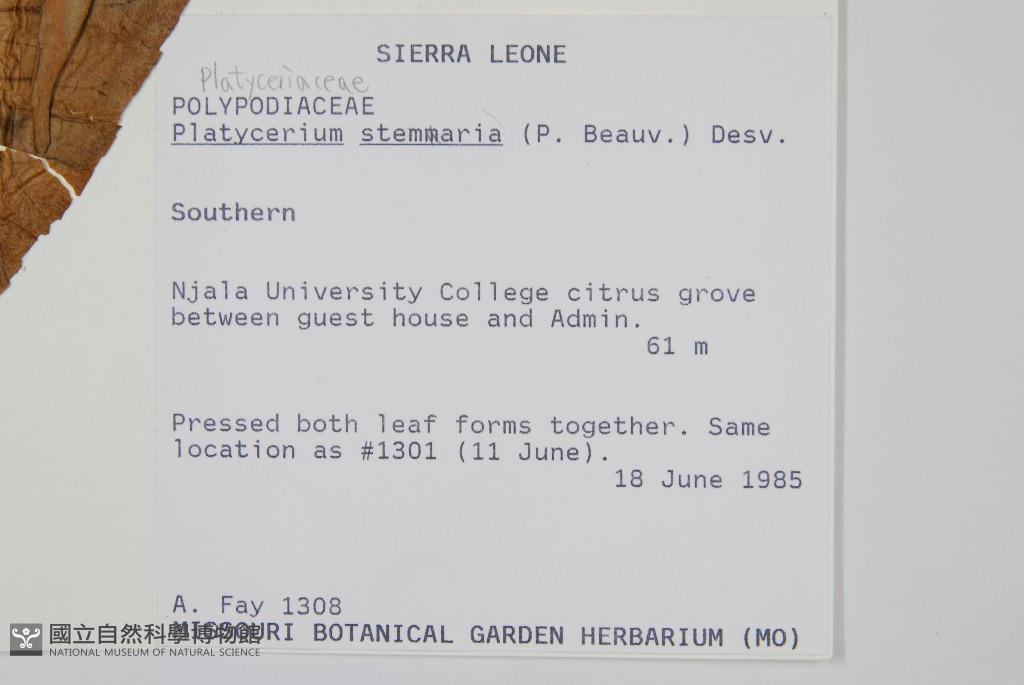 SIERRA LEONE
Platyceriaceae
POLYPODIACEAE
Platycerium stemmaria (P. Beauv.) Desv.
Southern
Njala University College citrus grove
between guest house and Admin.
61 m
Pressed both leaf forms together. Same
location as #1301 (11 June).
18 June 1985
A. Fay 1308
MISSOURI BOTANICAL GARDEN HERBARIUM (MO)
國立自然科學博物館
NATIONAL MUSEUM OF NATURAL SCIENCE